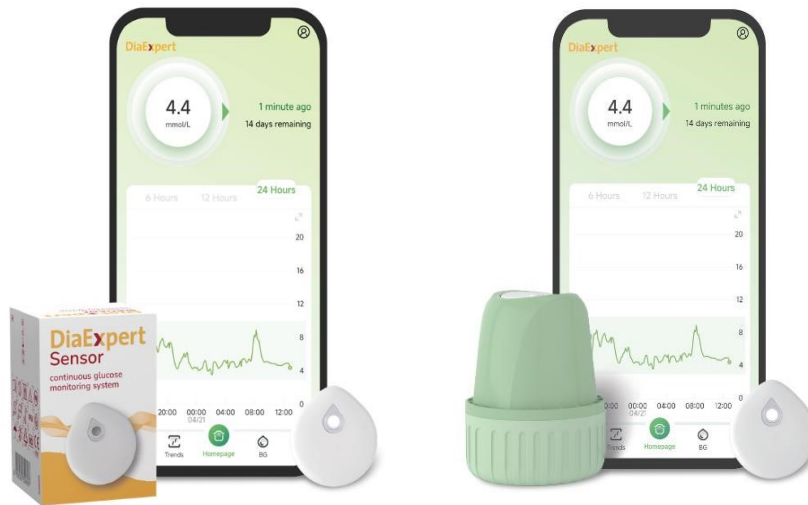 DiaExpert
4.4
mmol/L
1 minute ago
14 days remaining
6 Hours
12 Hours
24 Hours
20
16
12
8
4
0
20:00
00:00
04:00
08:00
12:00
04/21
Trends
Homepage
BG
DiaExpert
Sensor
continuous glucose
monitoring system
DiaExpert
4.4
mmol/L
1 minutes ago
14 days remaining
6 Hours
12 Hours
24 Hours
20
16
12
8
4
0
20:00
00:00
04:00
08:00
12:00
04/21
Trends
Homepage
BG